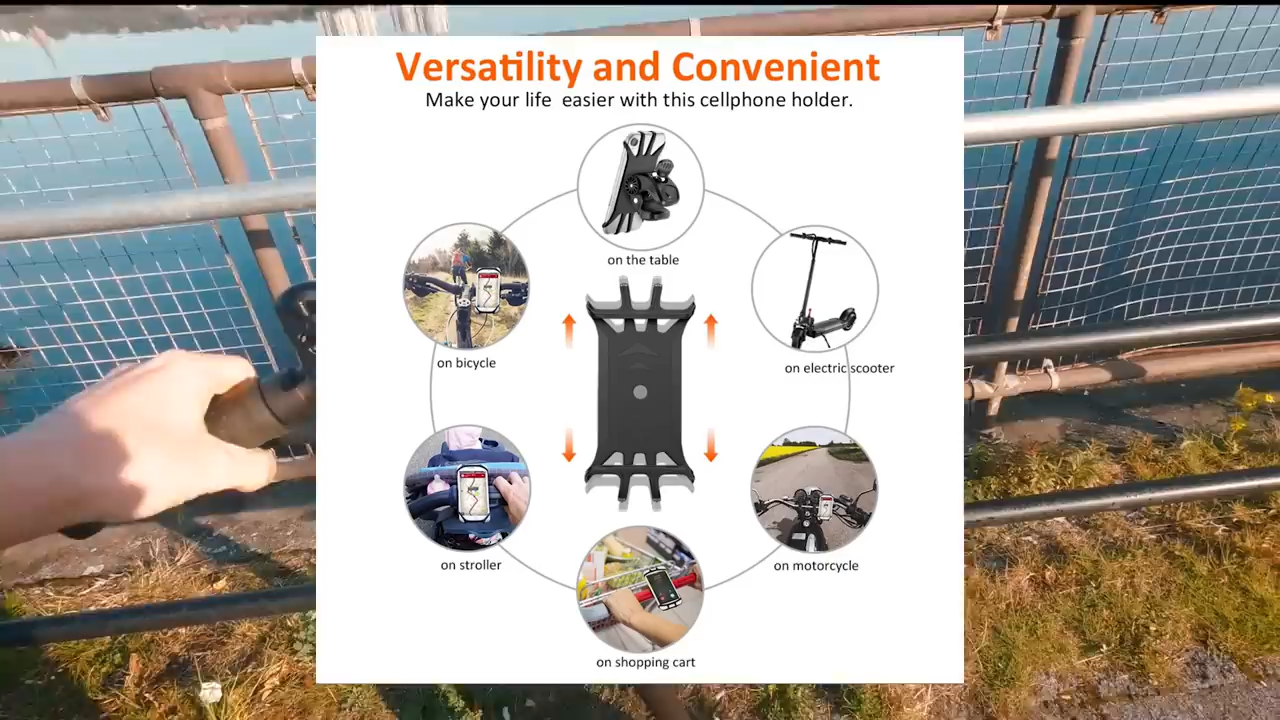 Versatility and Convenient
Make your life easier with this cellphone holder.
on the table
on bicycle
on electric scooter
on stroller
on motorcycle
on shopping cart